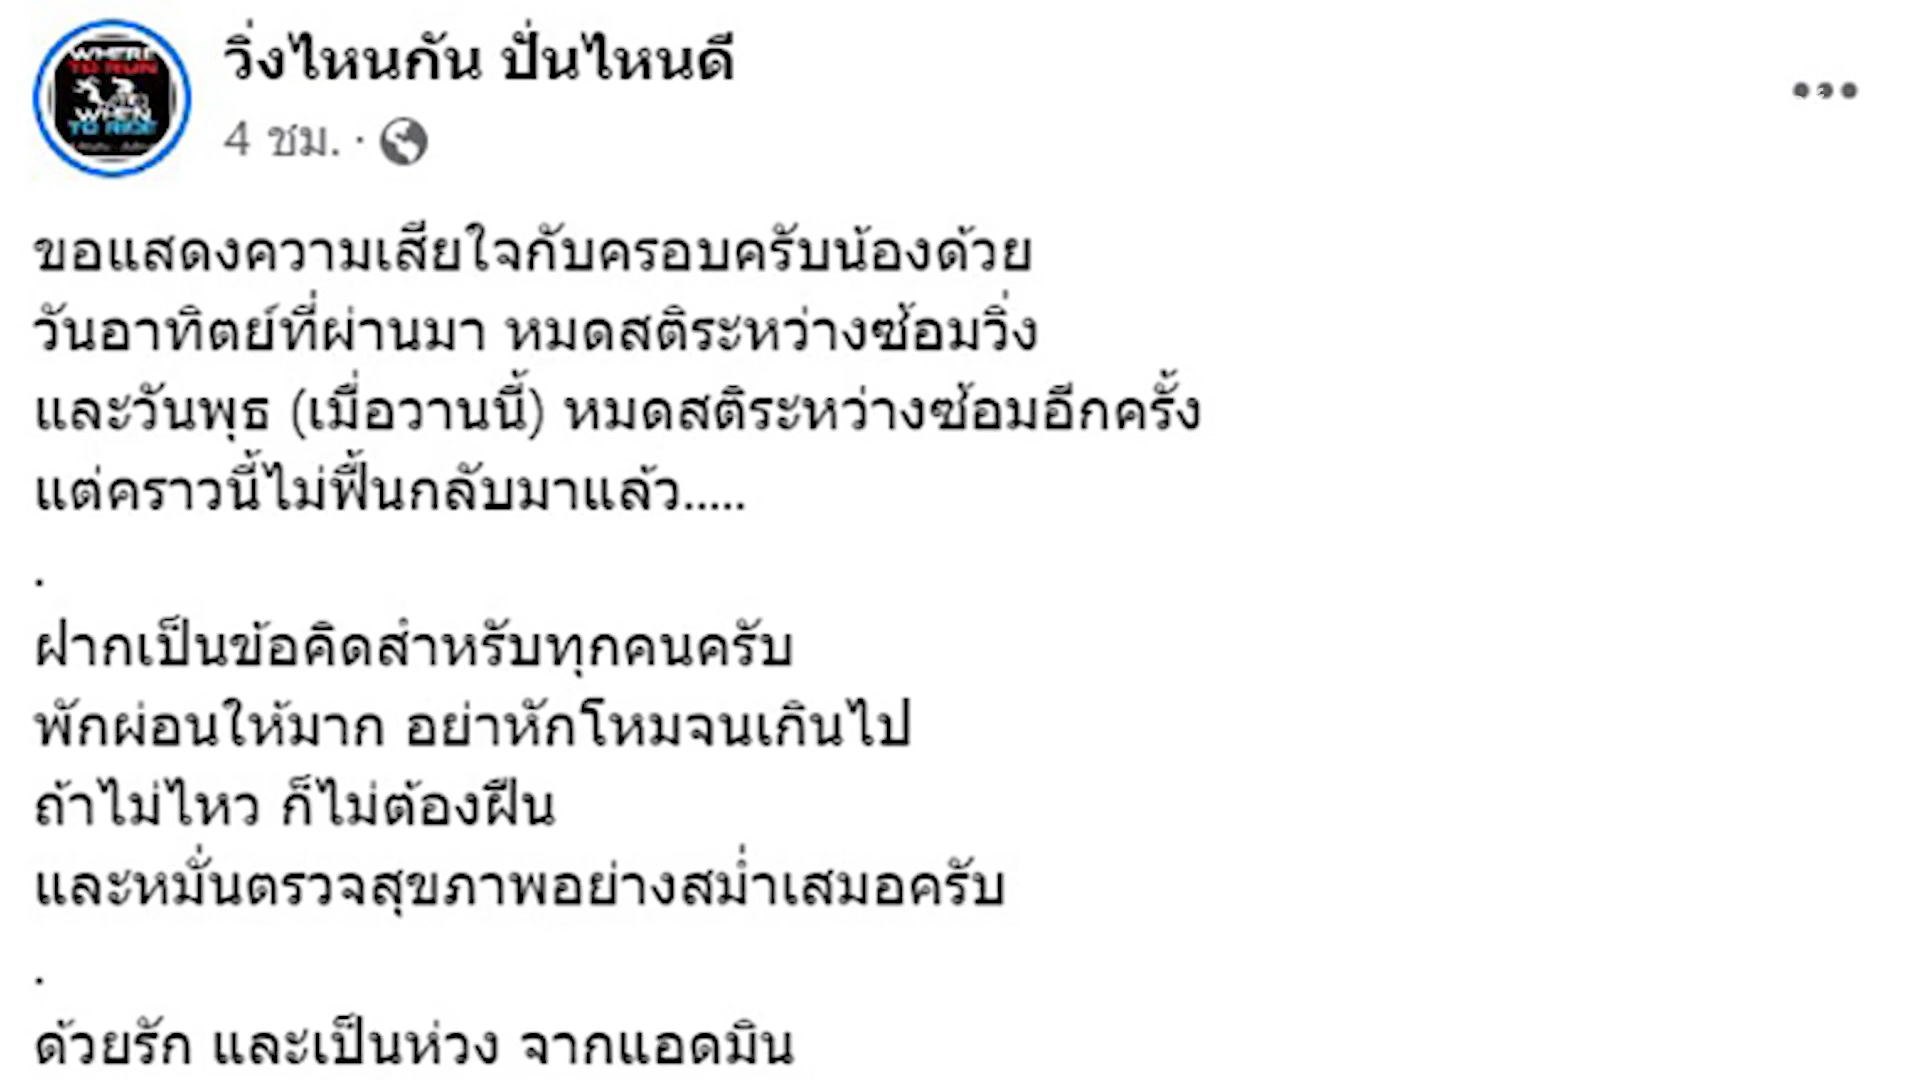 WHERE
TO RUN
WHEN
TO RIDE
วิ่งไหนกัน ปั่นไหนดี
4 ชม. ·
ขอแสดงความเสียใจกับครอบครับน้องด้วย
วันอาทิตย์ที่ผ่านมา หมดสติระหว่างซ้อมวิ่ง
และวันพุธ (เมื่อวานนี้) หมดสติระหว่างซ้อมอีกครั้ง
แต่คราวนี้ไม่ฟื้นกลับมาแล้ว.....
.
ฝากเป็นข้อคิดสำหรับทุกคนครับ
พักผ่อนให้มาก อย่าหักโหมจนเกินไป
ถ้าไม่ไหว ก็ไม่ต้องฝืน
และหมั่นตรวจสุขภาพอย่างสม่ำเสมอครับ
.
ด้วยรัก และเป็นห่วง จากแอดมิน